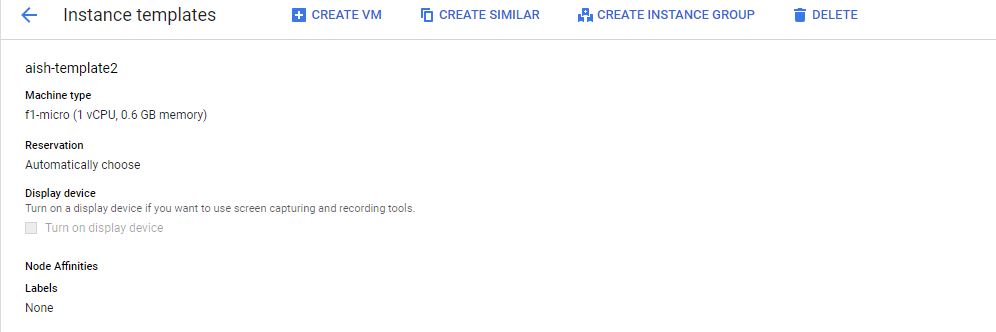 Instance templates CREATE VM CREATE SIMILAR CREATE INSTANCE GROUP DELETE
aish-template2
Machine type
f1-micro (1 vCPU, 0.6 GB memory)
Reservation
Automatically choose
Display device
Turn on a display device if you want to use screen capturing and recording tools.
Turn on display device
Node Affinities
Labels
None